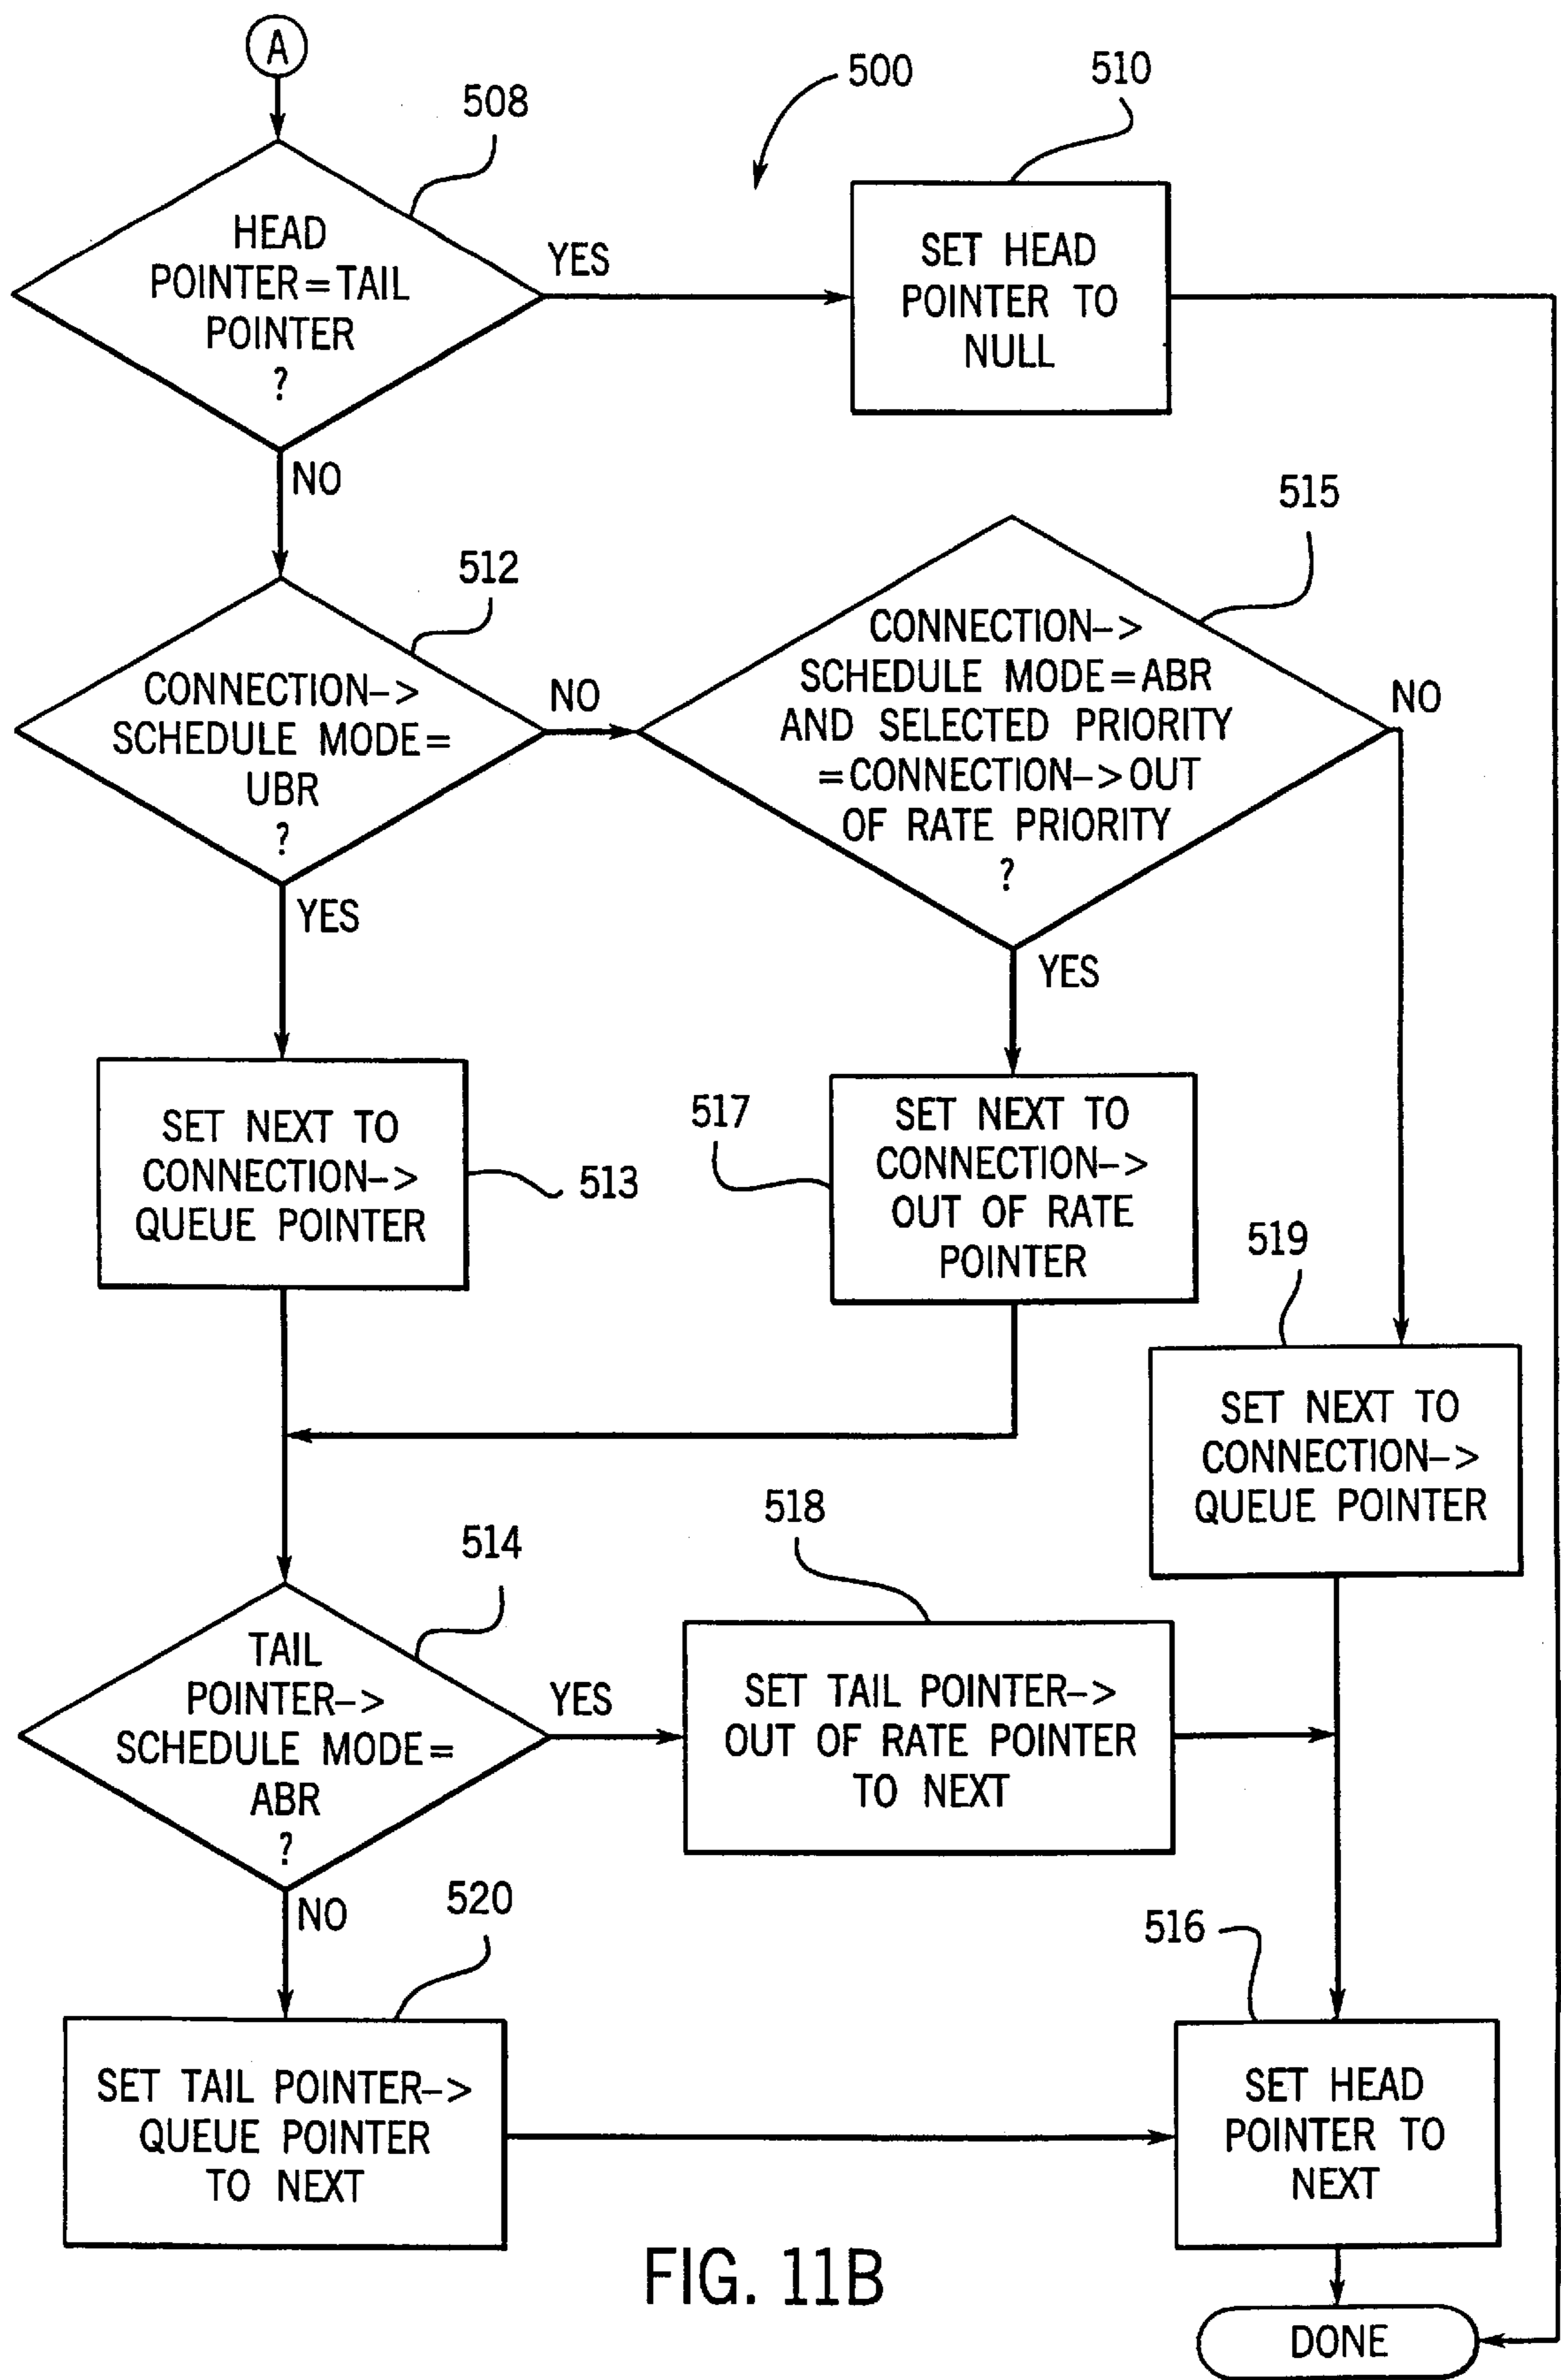 A
500
508
510
HEAD
POINTER=TAIL
POINTER
?
YES
SET HEAD
POINTER TO
NULL
NO
512
515
CONNECTION->
SCHEDULE MODE=
UBR
?
NO
CONNECTION->
SCHEDULE MODE=ABR
AND SELECTED PRIORITY
=CONNECTION->OUT
OF RATE PRIORITY
?
NO
YES
YES
SET NEXT TO
CONNECTION->
QUEUE POINTER
513
517
SET NEXT TO
CONNECTION->
OUT OF RATE
POINTER
519
SET NEXT TO
CONNECTION->
QUEUE POINTER
514
518
TAIL
POINTER->
SCHEDULE MODE=
ABR
?
YES
SET TAIL POINTER->
OUT OF RATE POINTER
TO NEXT
NO
520
516
SET TAIL POINTER->
QUEUE POINTER
TO NEXT
SET HEAD
POINTER TO
NEXT
FIG. 11B
DONE